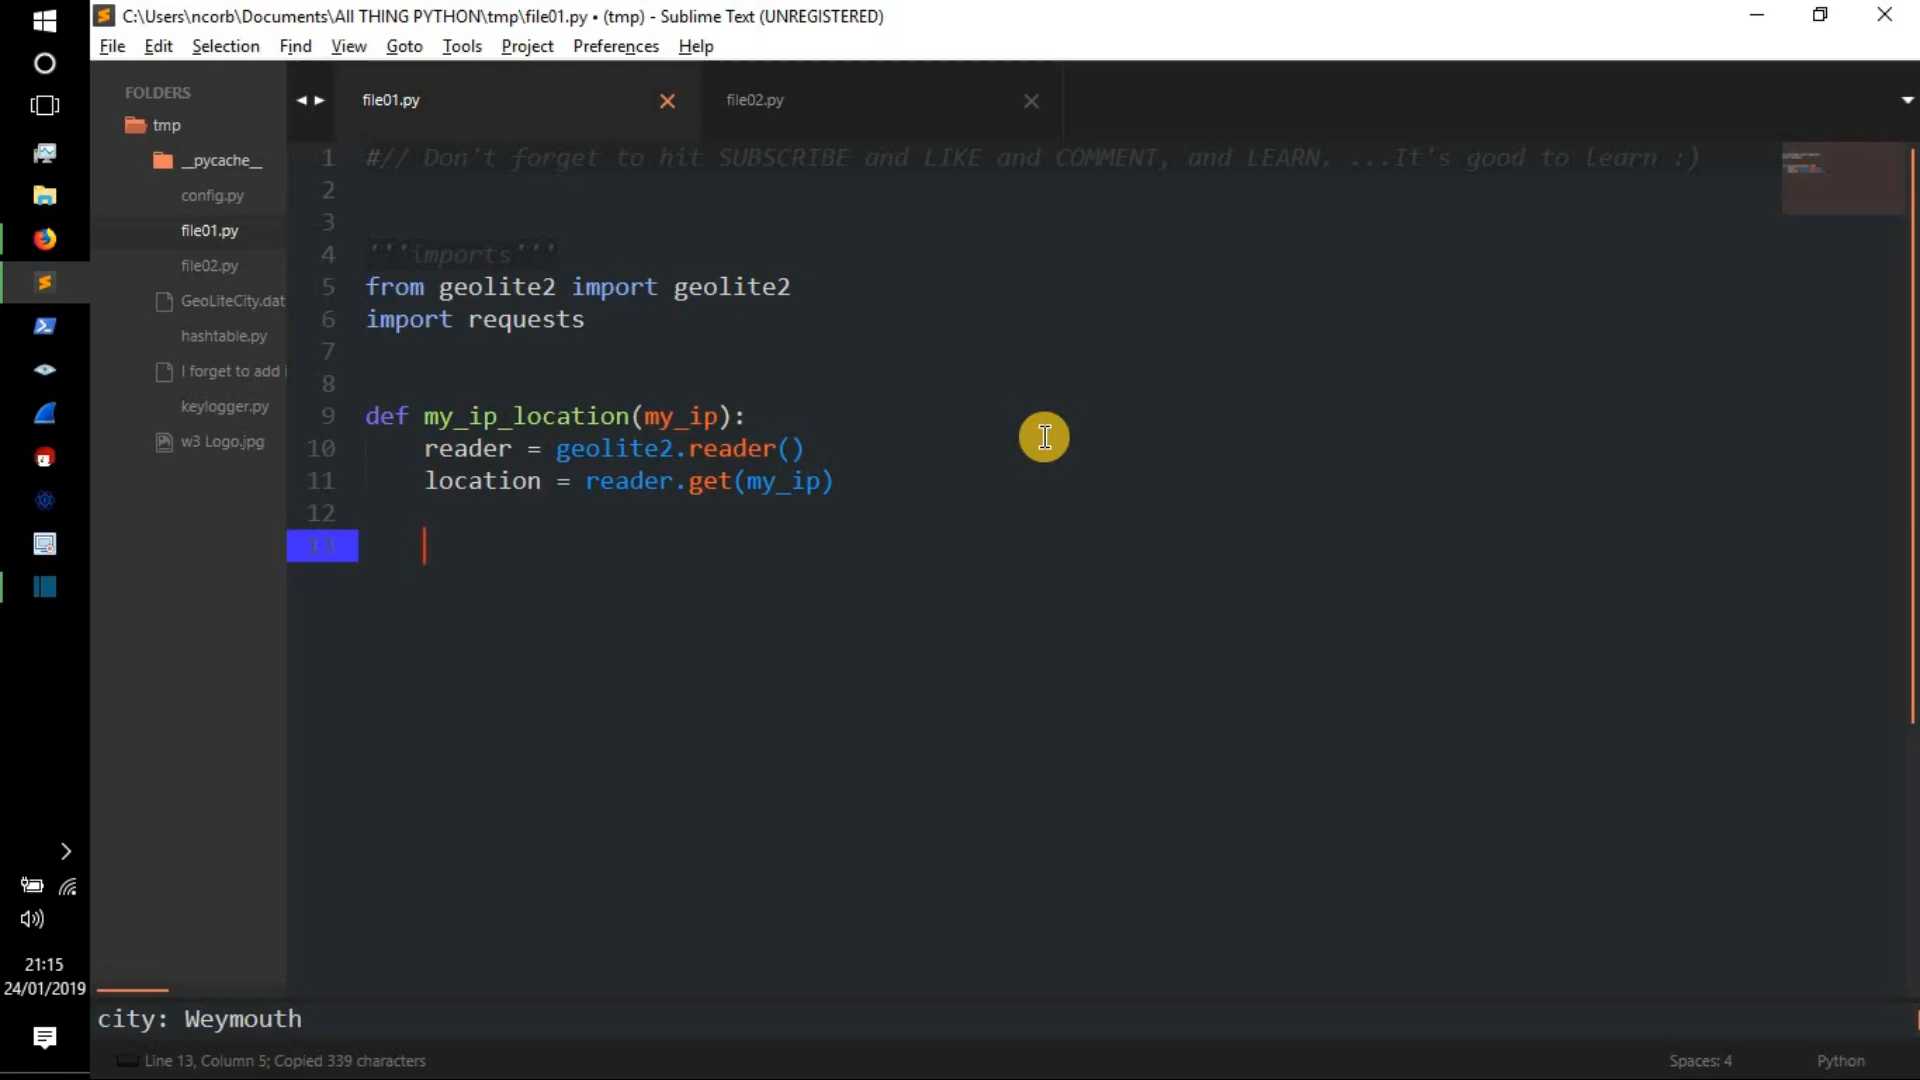 C:\Users\ncorb\Documents\All THING PYTHON\tmp\file01.py • (tmp) - Sublime Text (UNREGISTERED)
File Edit Selection Find View Goto Tools Project Preferences Help
FOLDERS
tmp
__pycache__
config.py
file01.py
file02.py
GeoLiteCity.dat
hashtable.py
I forget to add i
keylogger.py
w3 Logo.jpg
file01.py file02.py
1 #// Don't forget to hit SUBSCRIBE and LIKE and COMMENT, and LEARN. ...It's good to learn :)
2
3
4 '''imports'''
5 from geolite2 import geolite2
6 import requests
7
8
9 def my_ip_location(my_ip):
10 reader = geolite2.reader()
11 location = reader.get(my_ip)
12
13
city: Weymouth
Line 13, Column 5; Copied 339 characters
Spaces: 4 Python
21:15
24/01/2019